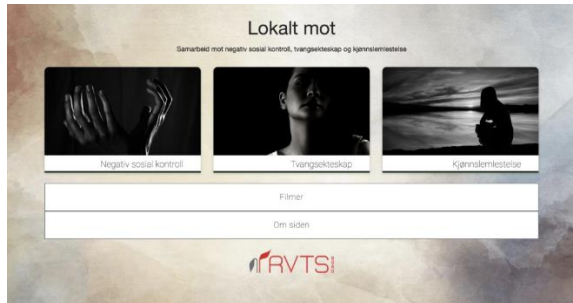 Lokalt mot
Samarbeid mot negativ sosial kontroll, tvangsekteskap og kjønnslemlestelse
Negativ sosial kontroll
Tvangsekteskap
Kjønnslemlestelse
Filmer
Om siden
RVTS